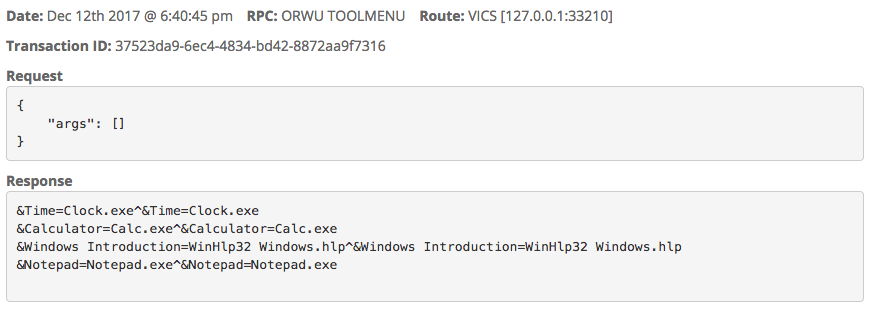 Date: Dec 12th 2017 @ 6:40:45 pm RPC: ORWU TOOLMENU Route: VICS [127.0.0.1:33210]
Transaction ID: 37523da9-6ec4-4834-bd42-8872aa9f7316
Request
{
    "args": []
}
Response
&Time=Clock.exe^&Time=Clock.exe
&Calculator=Calc.exe^&Calculator=Calc.exe
&Windows Introduction=WinHlp32 Windows.hlp^&Windows Introduction=WinHlp32 Windows.hlp
&Notepad=Notepad.exe^&Notepad=Notepad.exe